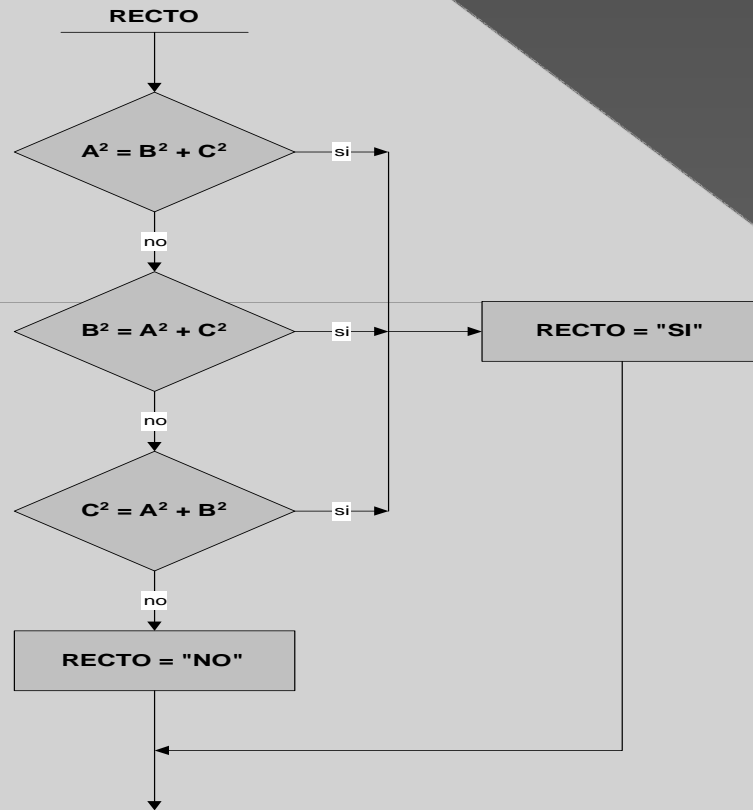 RECTO
A² = B² + C²
si
no
B² = A² + C²
si
RECTO = "SI"
no
C² = A² + B²
si
no
RECTO = "NO"